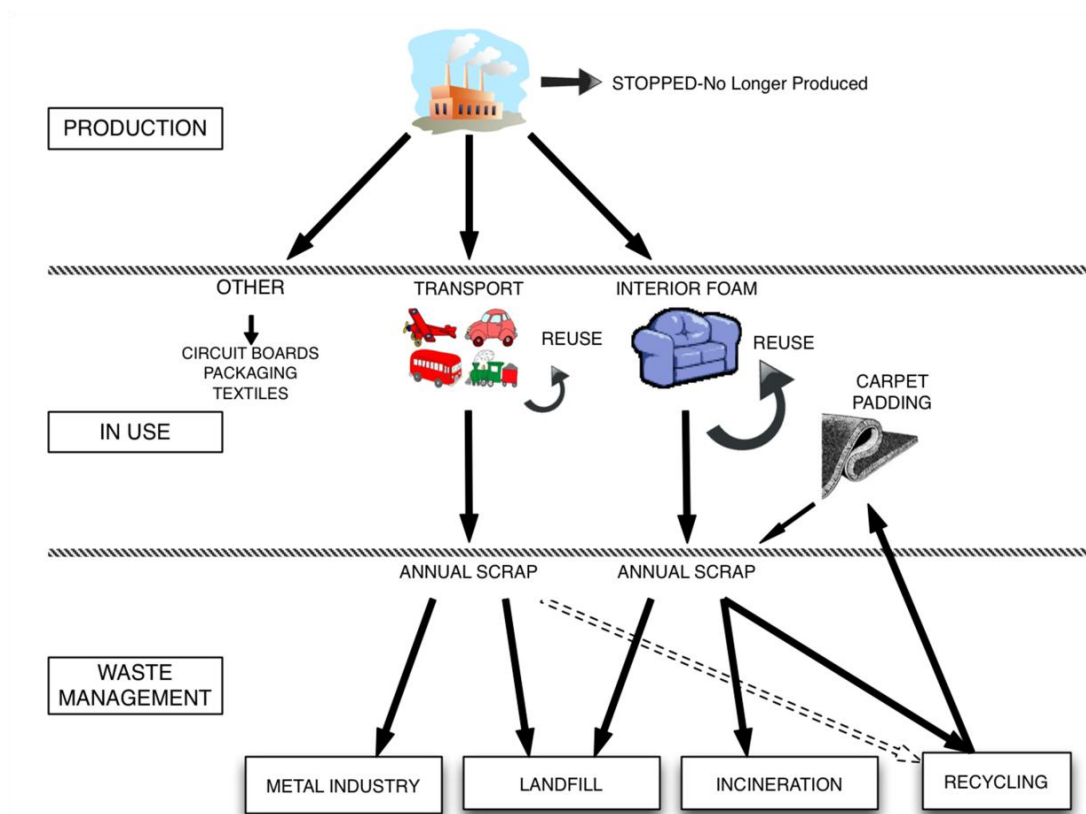 STOPPED-No Longer Produced
PRODUCTION
OTHER
TRANSPORT
INTERIOR FOAM
REUSE
REUSE
CIRCUIT BOARDS
PACKAGING
TEXTILES
CARPET
PADDING
IN USE
ANNUAL SCRAP
ANNUAL SCRAP
WASTE
MANAGEMENT
METAL INDUSTRY
LANDFILL
INCINERATION
RECYCLING